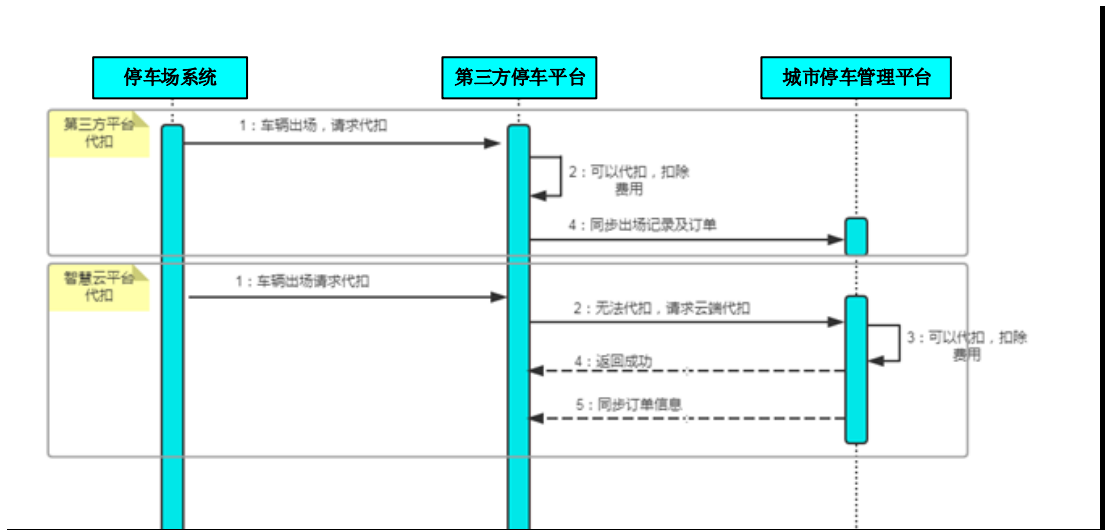 停车场系统
第三方停车平台
城市停车管理平台
第三方平台
代扣
1：车辆出场，请求代扣
2：可以代扣，扣除
费用
4：同步出场记录及订单
智慧云平台
代扣
1：车辆出场请求代扣
2：无法代扣，请求云端代扣
3：可以代扣，扣除
费用
4：返回成功
5：同步订单信息